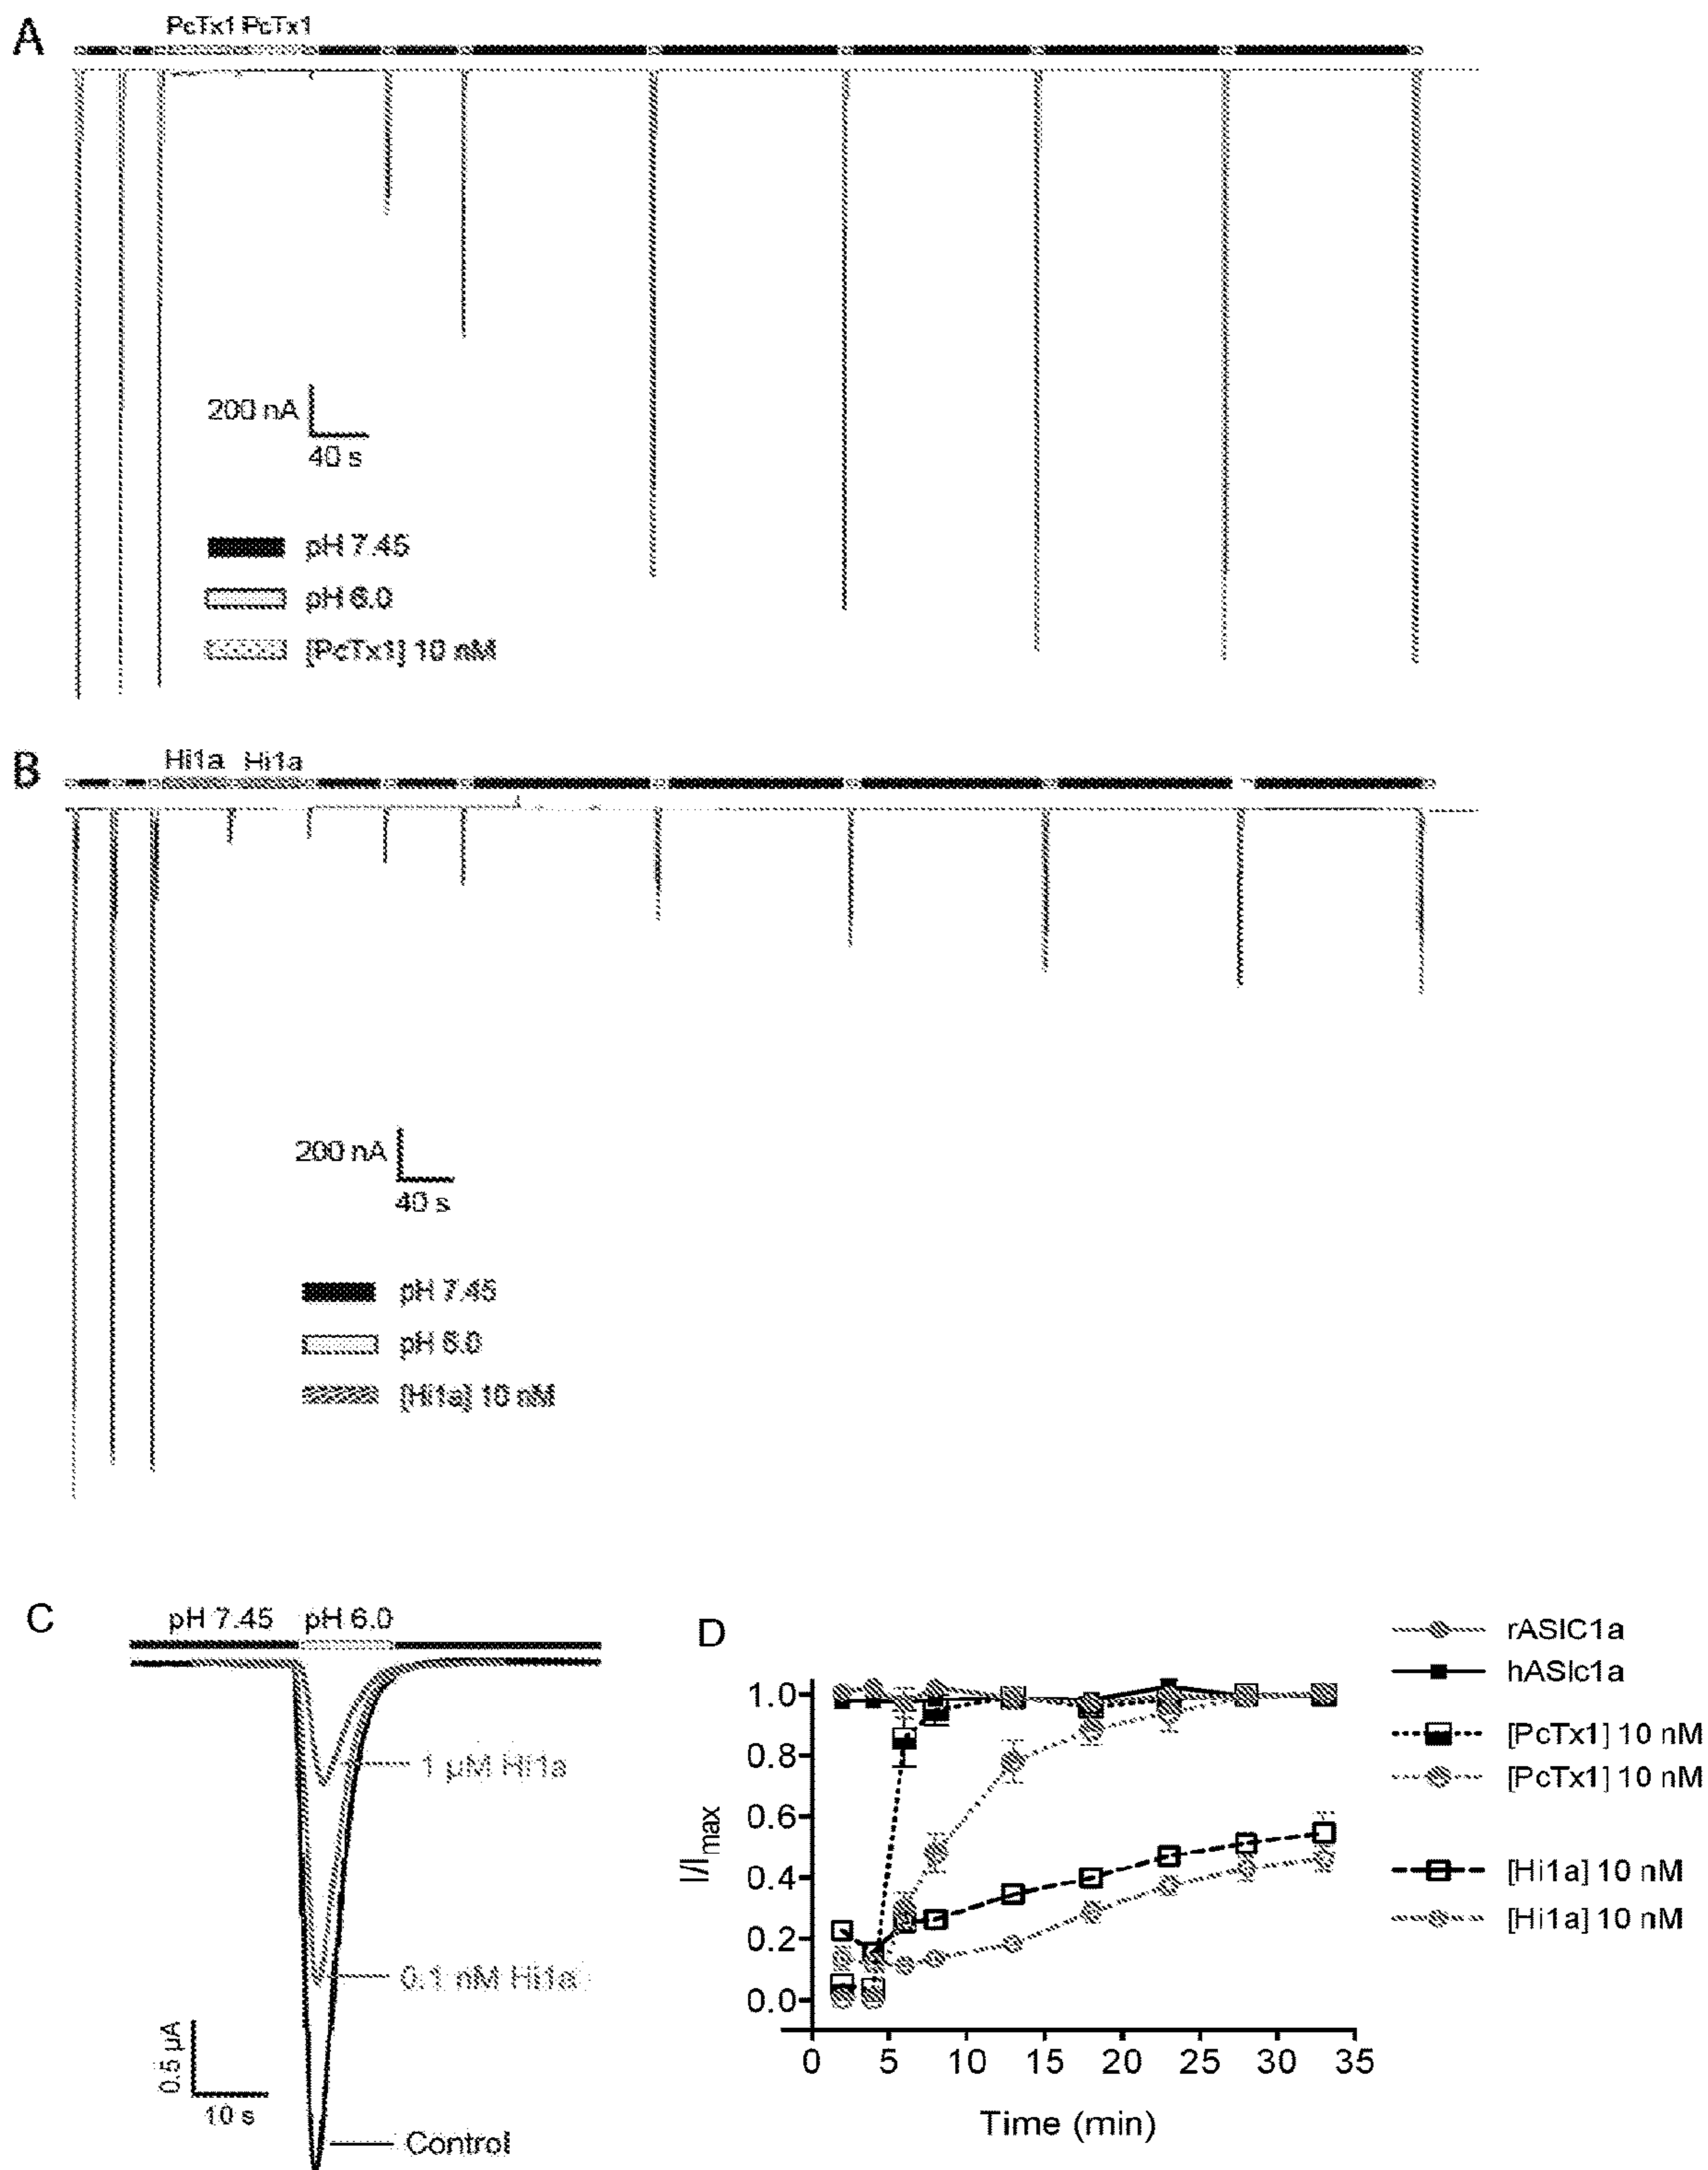 A
PcTx1 PcTx1
200 nA
40 s
pH 7.45
pH 6.0
[PcTx1] 10 nM
B
Hi1a Hi1a
200 nA
40 s
pH 7.45
pH 6.0
[Hi1a] 10 nM
C
pH 7.45 pH 6.0
1 µM Hi1a
0.1 nM Hi1a
0.5 µA
10 s
Control
D
rASIC1a
hASIc1a
[PcTx1] 10 nM
[PcTx1] 10 nM
[Hi1a] 10 nM
[Hi1a] 10 nM
I/Imax
1.0
0.8
0.6
0.4
0.2
0.0
0 5 10 15 20 25 30 35
Time (min)